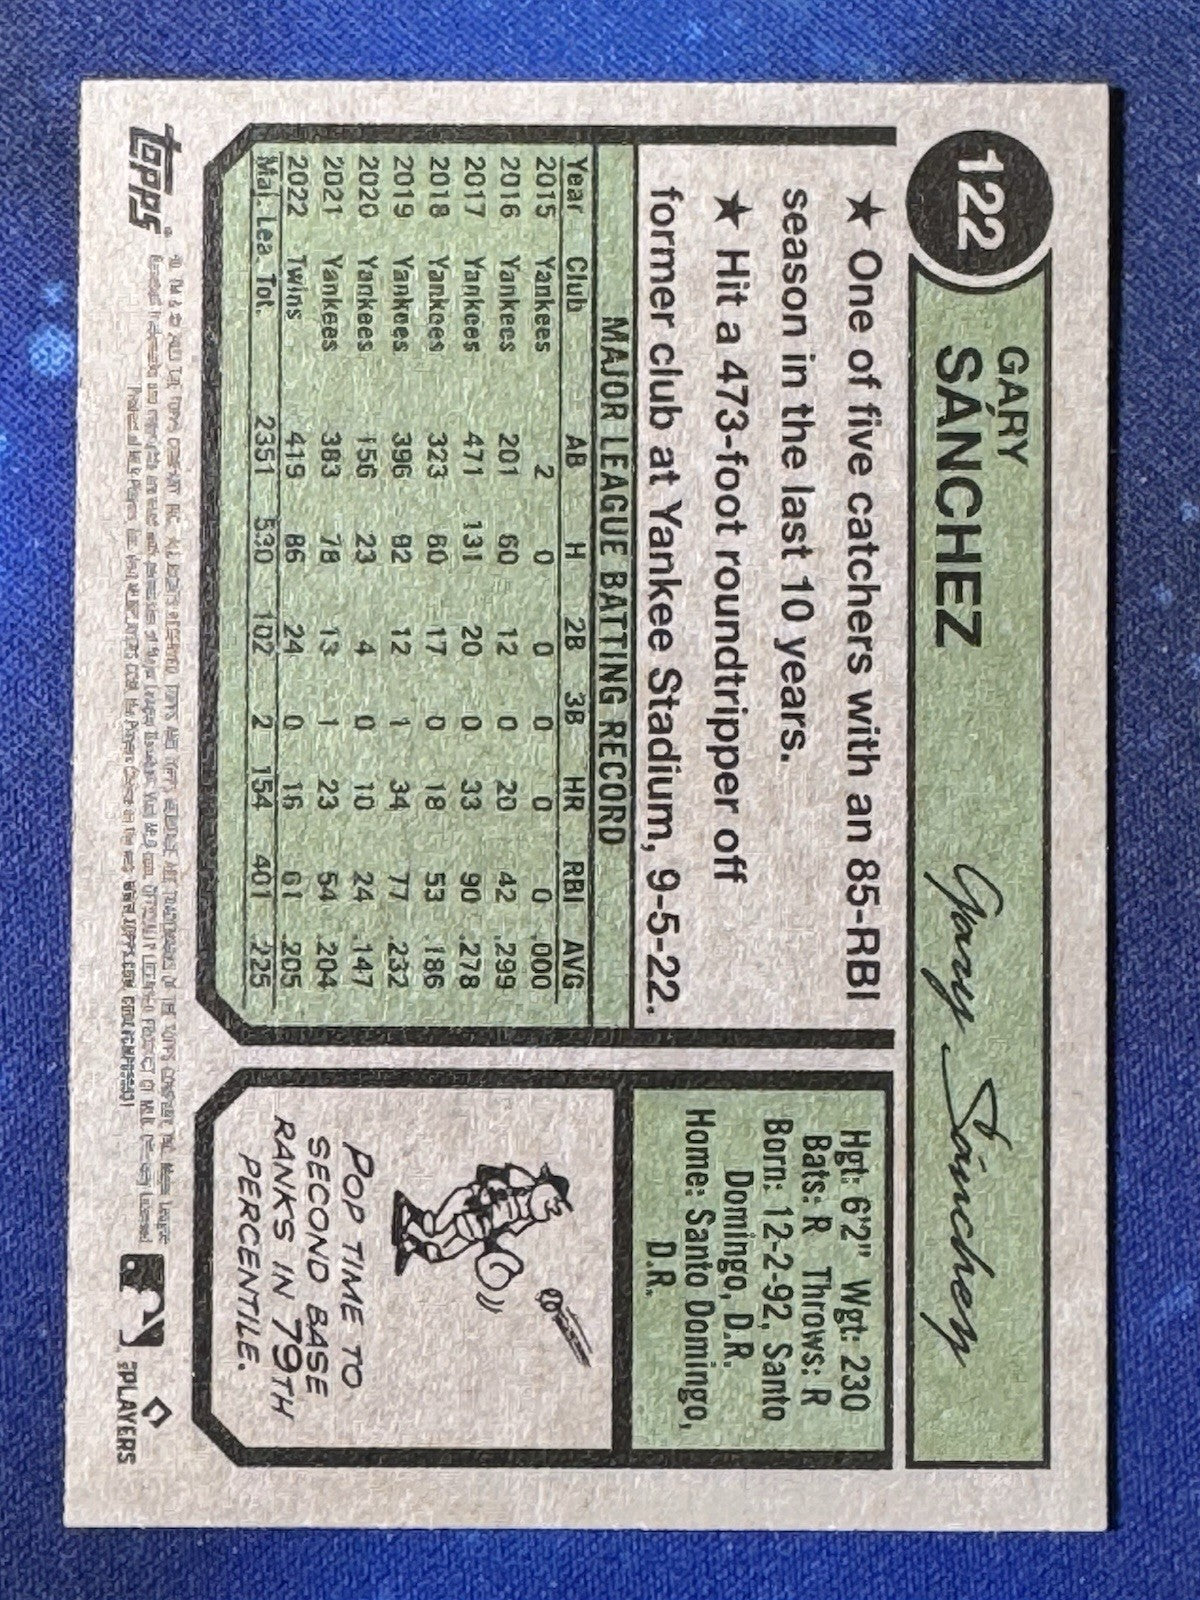 122
GARY
SÁNCHEZ
Gary Sánchez
★ One of five catchers with an 85-RBI
season in the last 10 years.
★ Hit a 473-foot roundtripper off
former club at Yankee Stadium, 9-5-22.
MAJOR LEAGUE BATTING RECORD
Year Club AB H 2B 3B HR RBI AVG
2015 Yankees 2 0 0 0 0 0 .000
2016 Yankees 201 60 12 0 20 42 .299
2017 Yankees 471 131 20 0 33 90 .278
2018 Yankees 323 60 17 0 18 53 .186
2019 Yankees 396 92 12 1 34 77 .232
2020 Yankees 156 23 4 0 10 24 .147
2021 Yankees 383 78 13 1 23 54 .204
2022 Twins 419 86 24 0 16 61 .205
Maj. Lea. Tot. 2351 530 102 2 154 401 .225
Hgt: 6'2" Wgt: 230
Bats: R Throws: R
Born: 12-2-92, Santo
Domingo, D.R.
Home: Santo Domingo,
D.R.
POP TIME TO
SECOND BASE
RANKS IN 79TH
PERCENTILE.
topps
PLAYERS